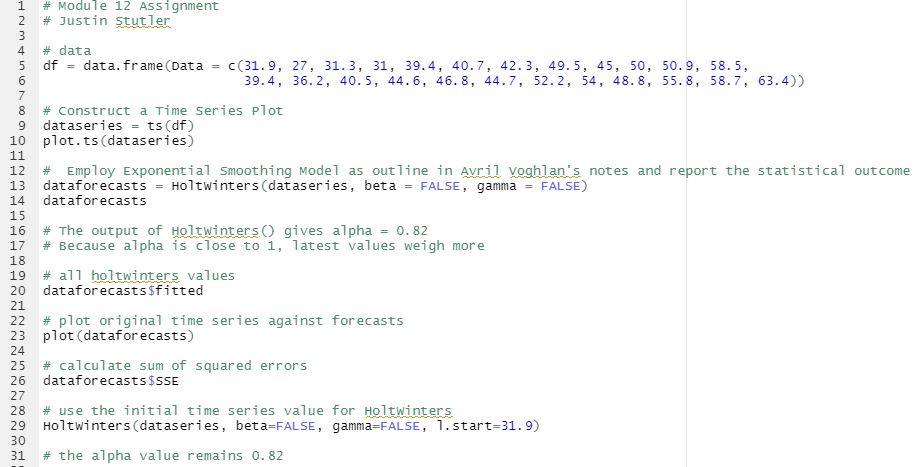 1 # Module 12 Assignment
2 # Justin Stutler
3
4 # data
5 df = data.frame(Data = c(31.9, 27, 31.3, 31, 39.4, 40.7, 42.3, 49.5, 45, 50, 50.9, 58.5,
6 39.4, 36.2, 40.5, 44.6, 46.8, 44.7, 52.2, 54, 48.8, 55.8, 58.7, 63.4))
7
8 # Construct a Time Series Plot
9 dataseries = ts(df)
10 plot.ts(dataseries)
11
12 #  Employ Exponential Smoothing Model as outline in Avril Voghlan's notes and report the statistical outcome
13 dataforecasts = HoltWinters(dataseries, beta = FALSE, gamma = FALSE)
14 dataforecasts
15
16 # The output of HoltWinters() gives alpha = 0.82
17 # Because alpha is close to 1, latest values weigh more
18
19 # all holtwinters values
20 dataforecasts$fitted
21
22 # plot original time series against forecasts
23 plot(dataforecasts)
24
25 # calculate sum of squared errors
26 dataforecasts$SSE
27
28 # use the initial time series value for HoltWinters
29 HoltWinters(dataseries, beta=FALSE, gamma=FALSE, l.start=31.9)
30
31 # the alpha value remains 0.82